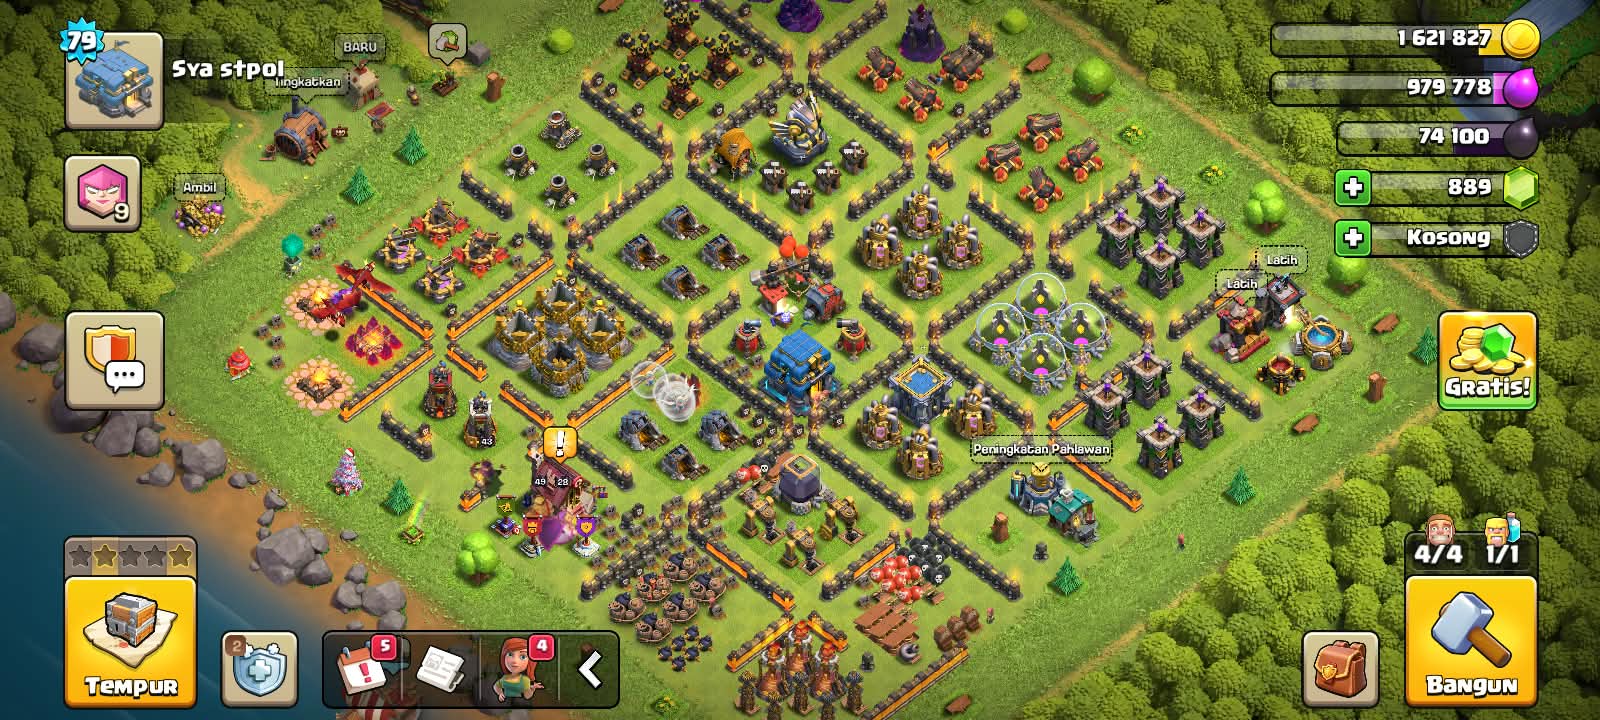 79
Sya stpol
BARU
Tingkatkan
1 621 827
979 778
74 100
889
Kosong
9
Ambil
Latih
Latih
Gratis!
43
49
28
Peningkatan Pahlawan
4/4
1/1
Tempur
2
5
4
Bangun